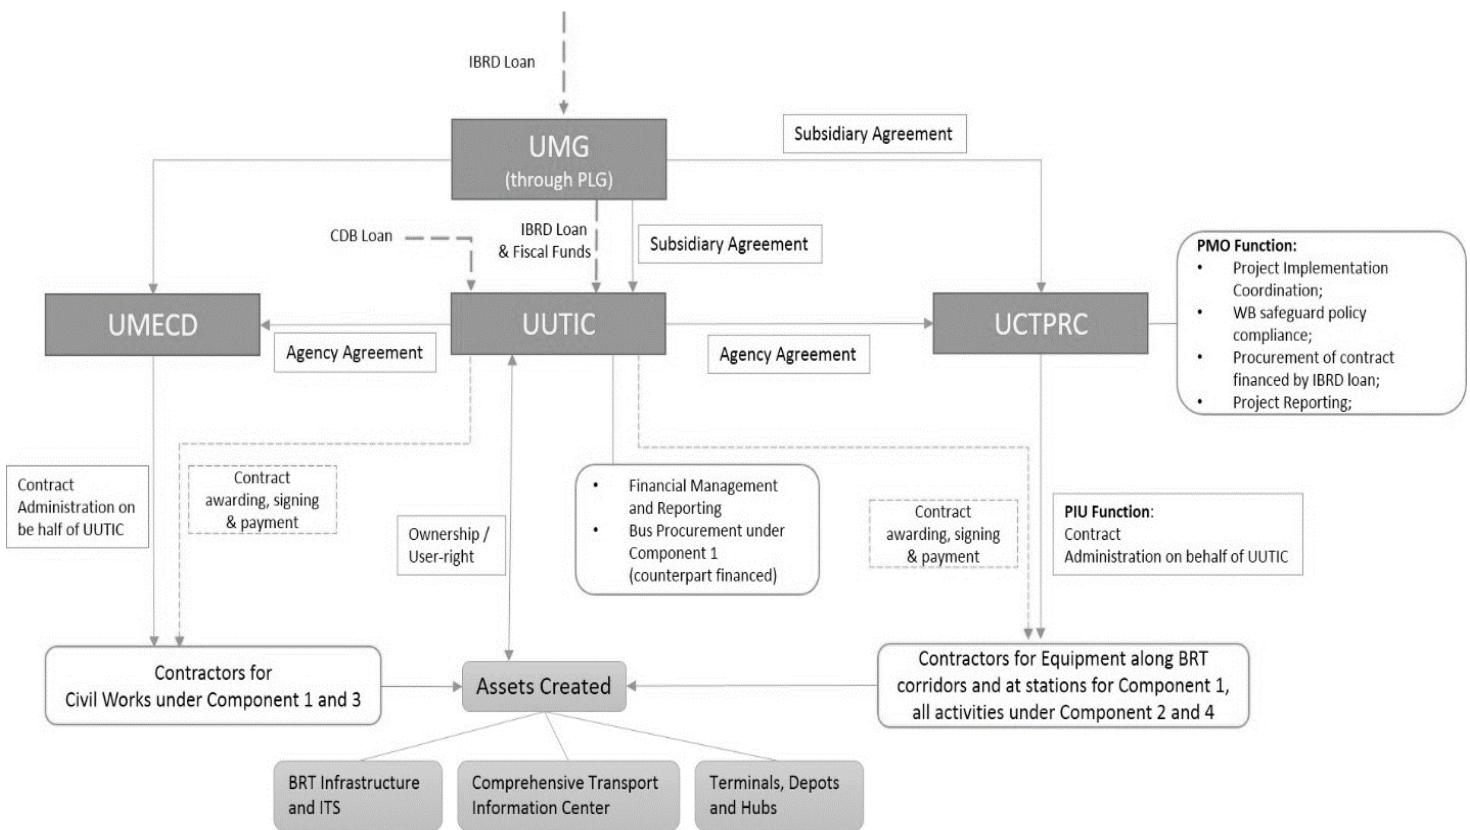 IBRD Loan
UMG
(through PLG)
Subsidiary Agreement
CDB Loan
IBRD Loan
& Fiscal Funds
Subsidiary Agreement
PMO Function:
• Project Implementation
Coordination;
• WB safeguard policy
compliance;
• Procurement of contract
financed by IBRD loan;
• Project Reporting;
UMECD
UUTIC
UCTPRC
Agency Agreement
Agency Agreement
Contract
Administration on
be half of UUTIC
Contract
awarding, signing
& payment
Ownership /
User-right
• Financial Management
and Reporting
• Bus Procurement under
Component 1
(counterpart financed)
Contract
awarding, signing
& payment
PIU Function:
Contract
Administration on behalf of UUTIC
Contractors for
Civil Works under Component 1 and 3
Assets Created
Contractors for Equipment along BRT
corridors and at stations for Component 1,
all activities under Component 2 and 4
BRT Infrastructure
and ITS
Comprehensive Transport
Information Center
Terminals, Depots
and Hubs